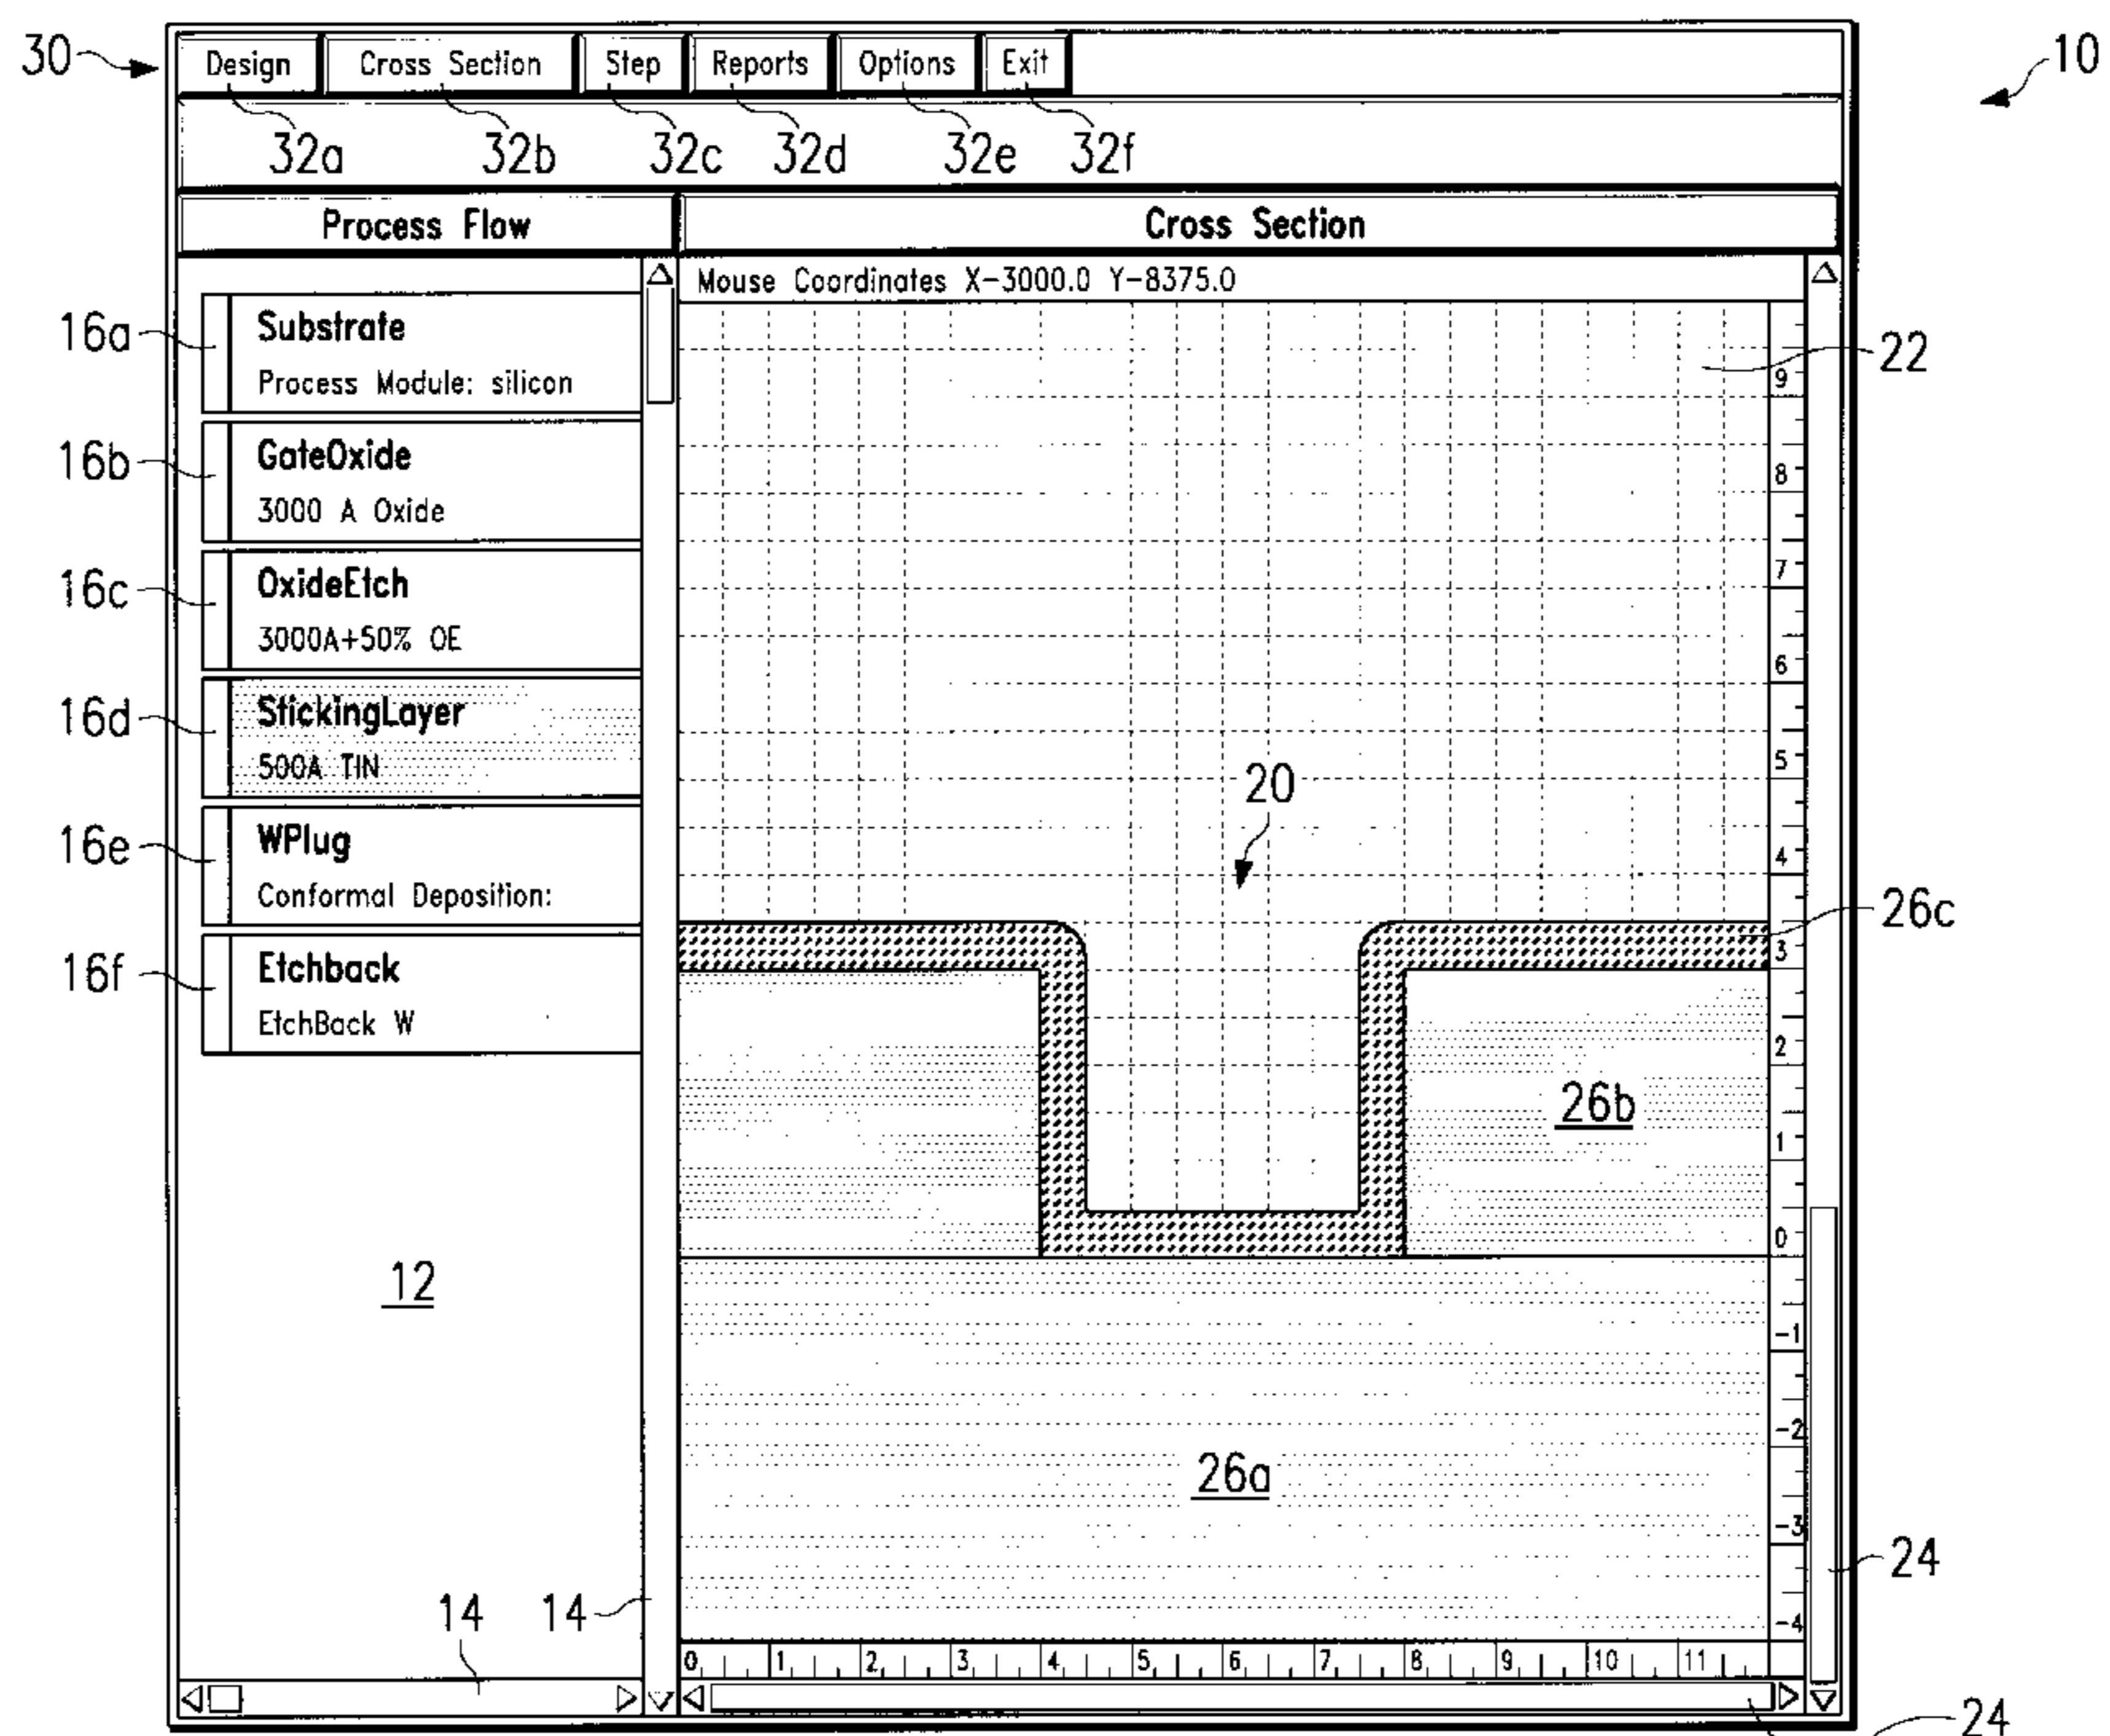 30 Design Cross Section Step Reports Options Exit 10
32a 32b 32c 32d 32e 32f
Process Flow Cross Section
Mouse Coordinates X-3000.0 Y-8375.0
16a Substrate
Process Module: silicon
22
9
16b GateOxide
3000 A Oxide
8
16c OxideEtch
3000A+50% OE
7
6
16d StickingLayer
500A TIN
5
20
16e WPlug
Conformal Deposition:
4
26c
3
16f Etchback
EtchBack W
2
26b
1
0
12
-1
-2
26a
-3
24
14 14
-4
0 1 2 3 4 5 6 7 8 9 10 11
24